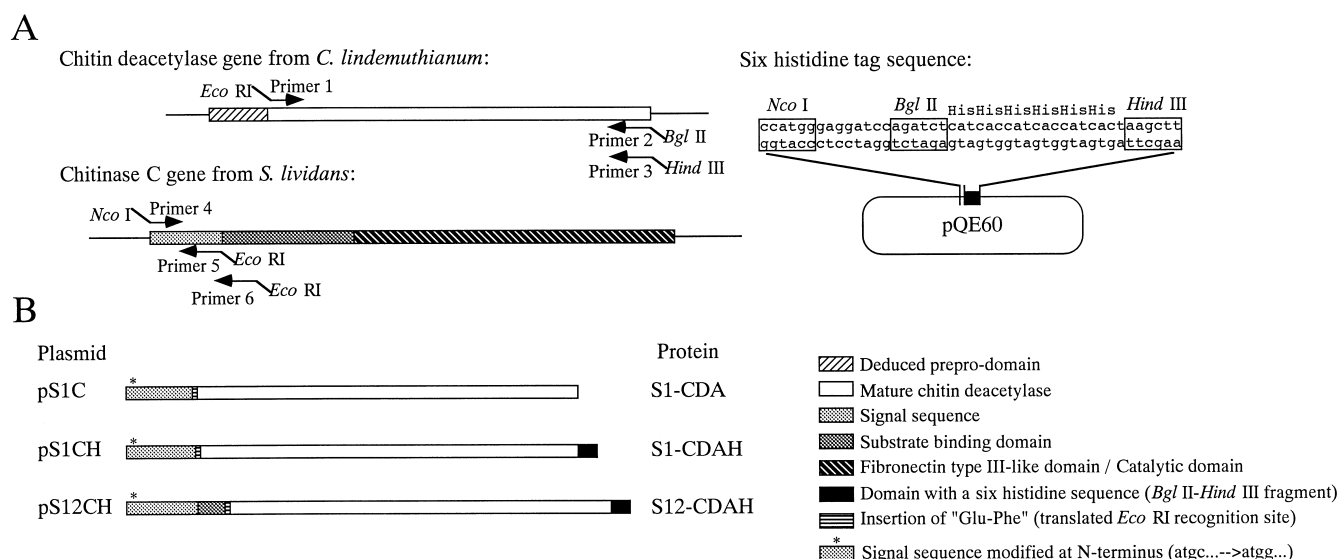 A
Chitin deacetylase gene from C. lindemuthianum:
Eco RI
Primer 1
Primer 2
Bgl II
Primer 3
Hind III
Chitinase C gene from S. lividans:
Nco I
Primer 4
Primer 5
Eco RI
Primer 6
Eco RI
Six histidine tag sequence:
Nco I
Bgl II
HisHisHisHisHisHis
Hind III
ccatgggaggatccagatctcatcaccatcaccatcactaagctt
ggtaccctcctaggtctagagtagtggtagtggtagtgattcgaa
pQE60
B
Plasmid
Protein
pS1C
*
S1-CDA
pS1CH
*
S1-CDAH
pS12CH
*
S12-CDAH
Deduced prepro-domain
Mature chitin deacetylase
Signal sequence
Substrate binding domain
Fibronectin type III-like domain / Catalytic domain
Domain with a six histidine sequence (Bgl II-Hind III fragment)
Insertion of "Glu-Phe" (translated Eco RI recognition site)
*
Signal sequence modified at N-terminus (atgc...-->atgg...)